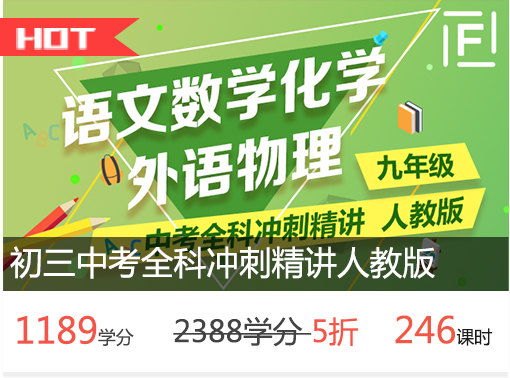 HOT
F
语文数学化学
外语物理
九年级
中考全科冲刺精讲 人教版
ABC
初三中考全科冲刺精讲人教版
1189学分 2388学分 5折 246课时